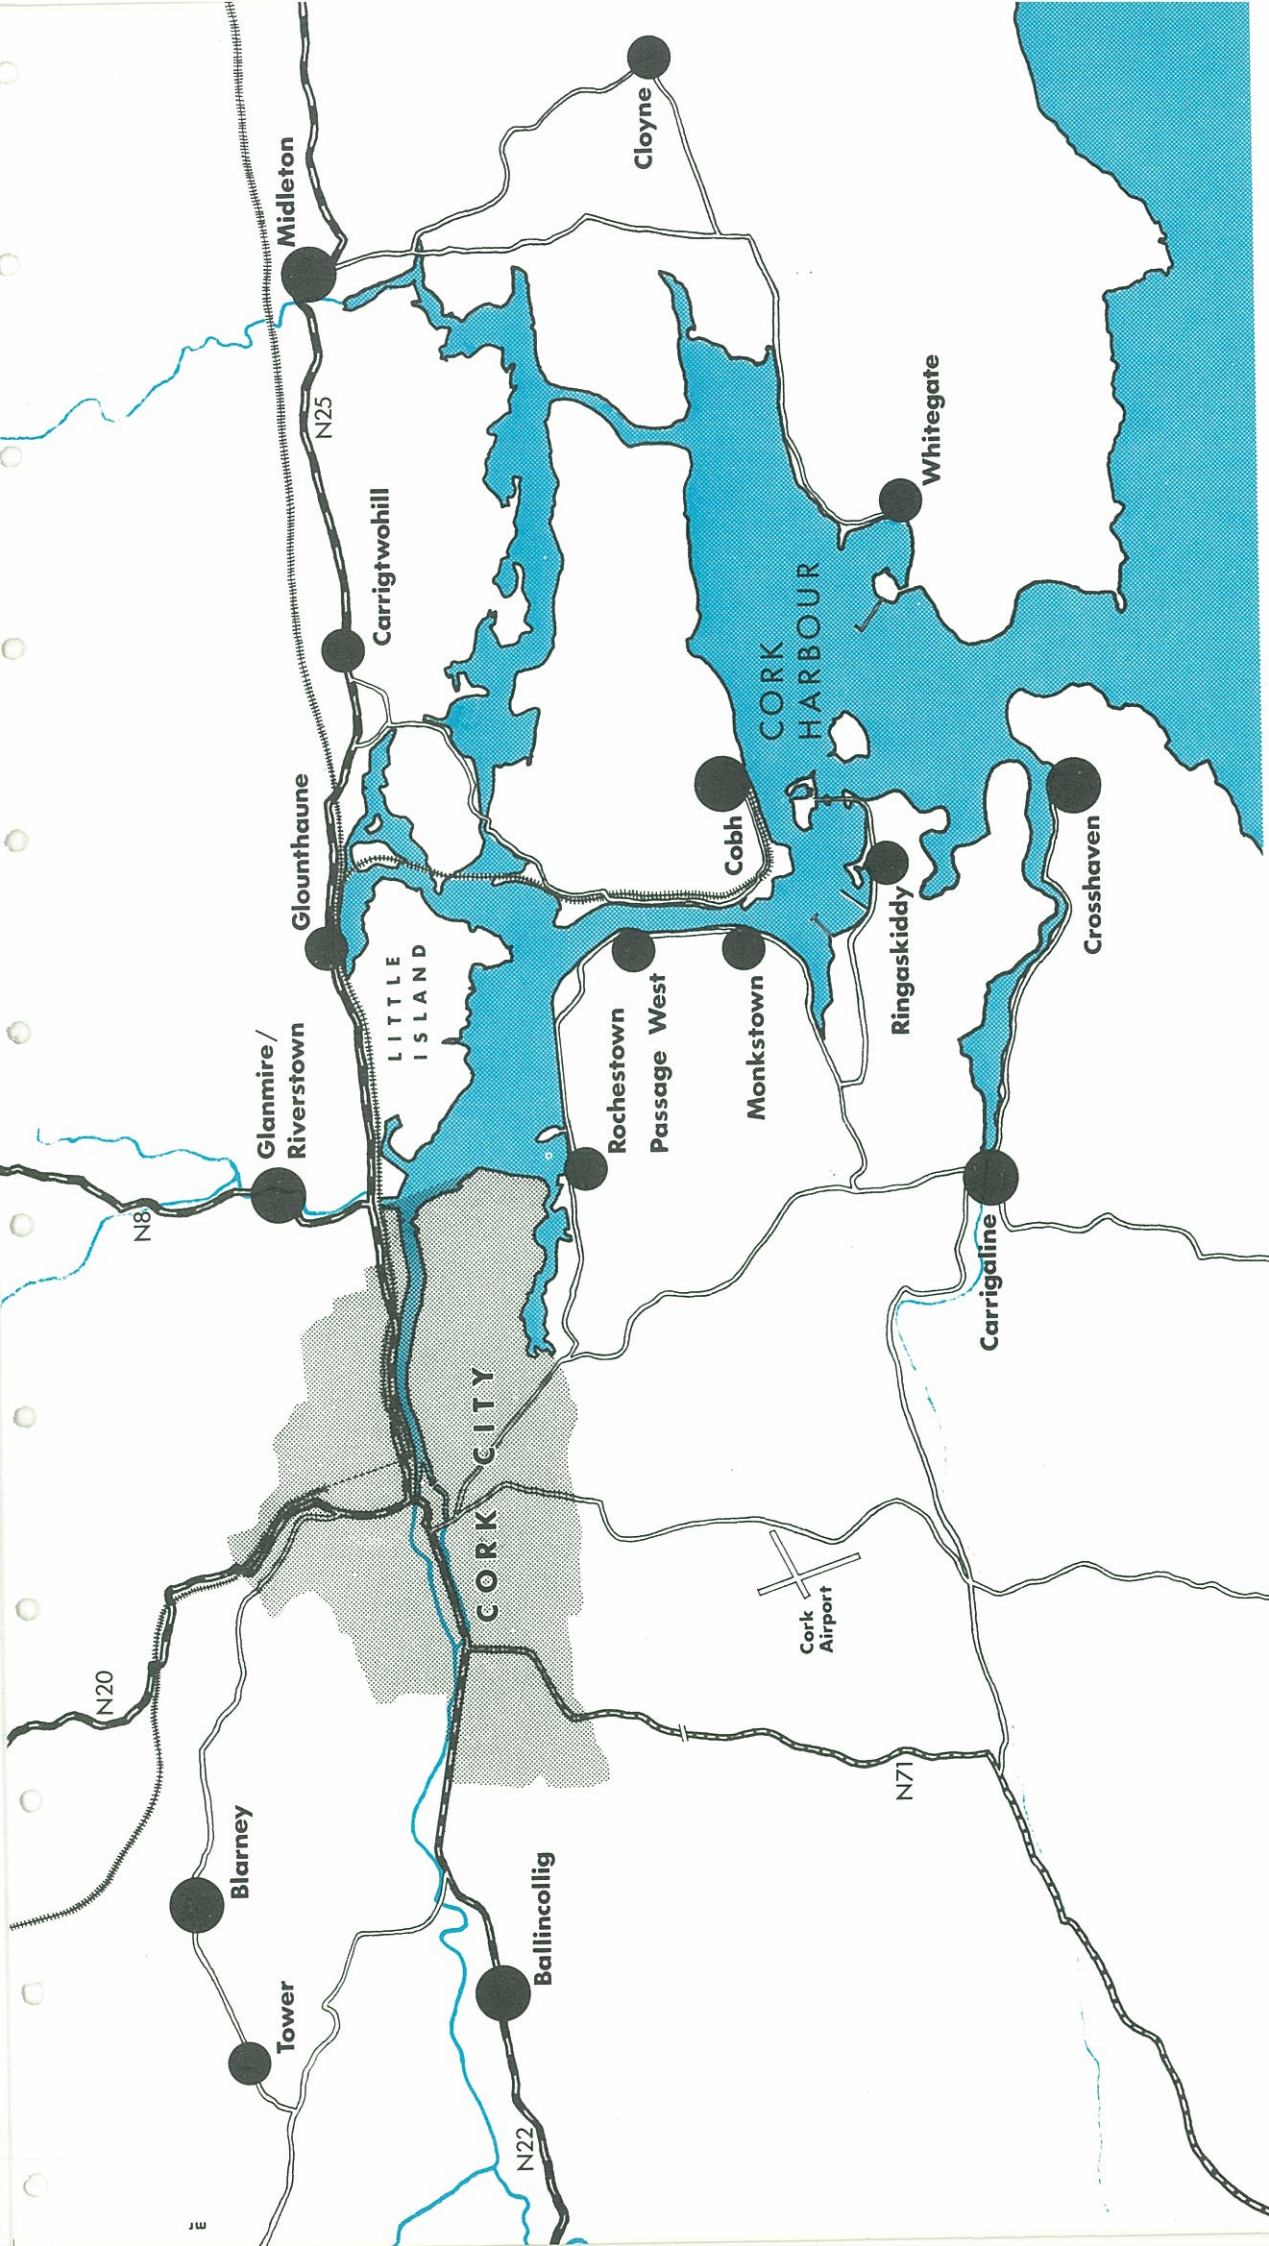 N20
N8
Blarney
Tower
Glanmire/
Riverstown
Glounthaune
Midleton
N25
Carrigtwohill
LITTLE
ISLAND
CORK CITY
Ballincollig
N22
Rochestown
Passage West
Monkstown
Cobh
CORK
HARBOUR
Cloyne
Whitegate
Cork
Airport
N71
Ringaskiddy
Carrigaline
Crosshaven